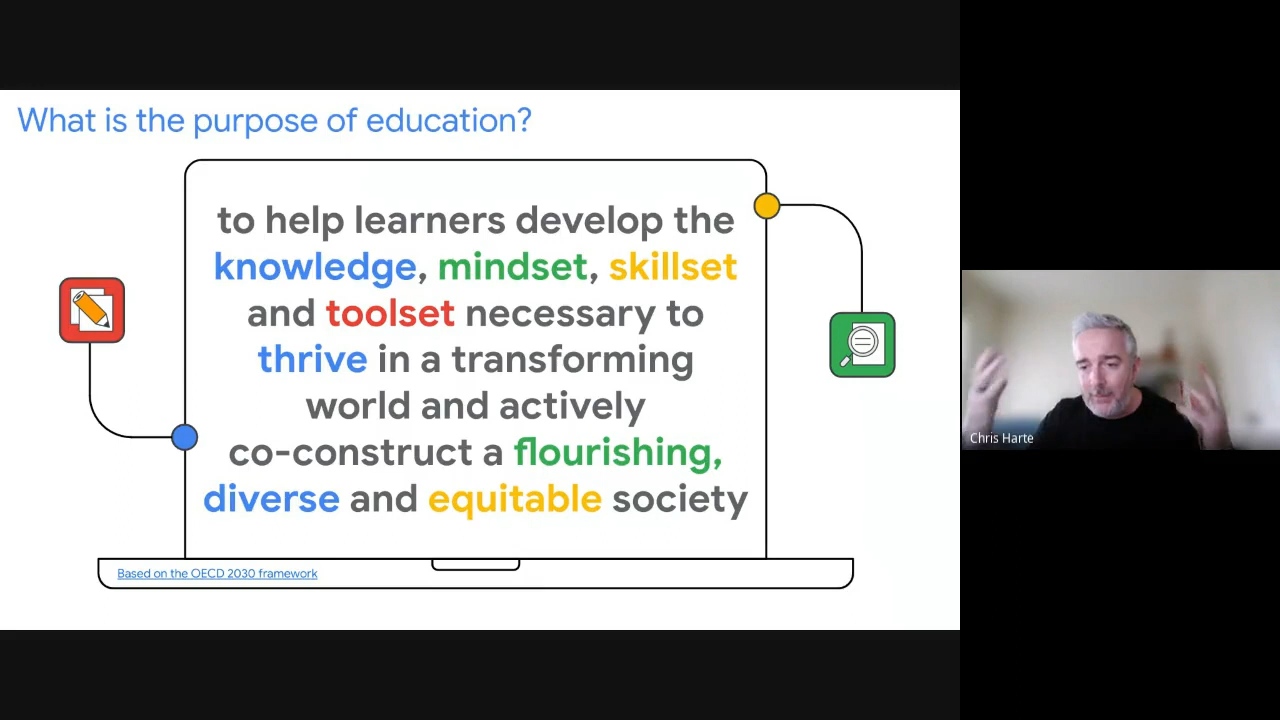 What is the purpose of education?
to help learners develop the
knowledge, mindset, skillset
and toolset necessary to
thrive in a transforming
world and actively
co-construct a flourishing,
diverse and equitable society
Based on the OECD 2030 framework
Chris Harte